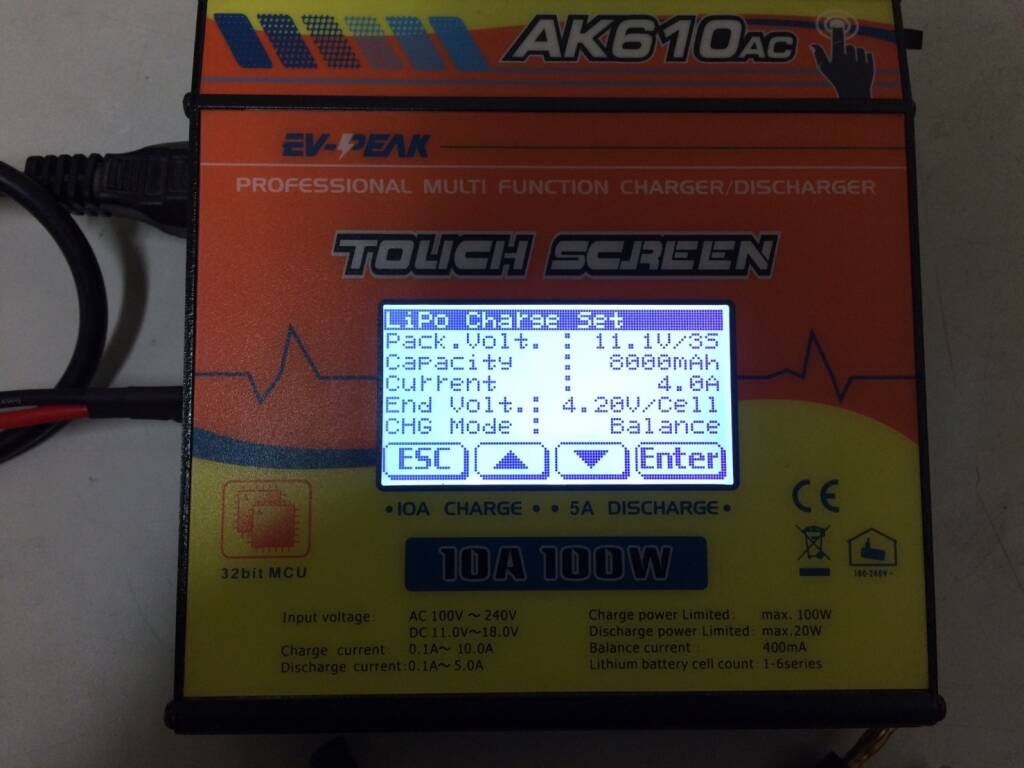 AK610AC
EV-PEAK
PROFESSIONAL MULTI FUNCTION CHARGER/DISCHARGER
TOUCH SCREEN
LiPo Charge Set
Pack.Volt. : 11.1V/3S
Capacity : 8000mAh
Current : 4.0A
End Volt.: 4.20V/Cell
CHG Mode : Balance
ESC ▲ ▼ Enter
•10A CHARGE • • 5A DISCHARGE•
10A 100W
32bit MCU
CE
100-240V~
Input voltage: AC 100V ~ 240V
DC 11.0V~18.0V
Charge current: 0.1A~ 10.0A
Discharge current:0.1A~ 5.0A
Charge power Limited: max. 100W
Discharge power Limited: max.20W
Balance current : 400mA
Lithium battery cell count: 1-6series